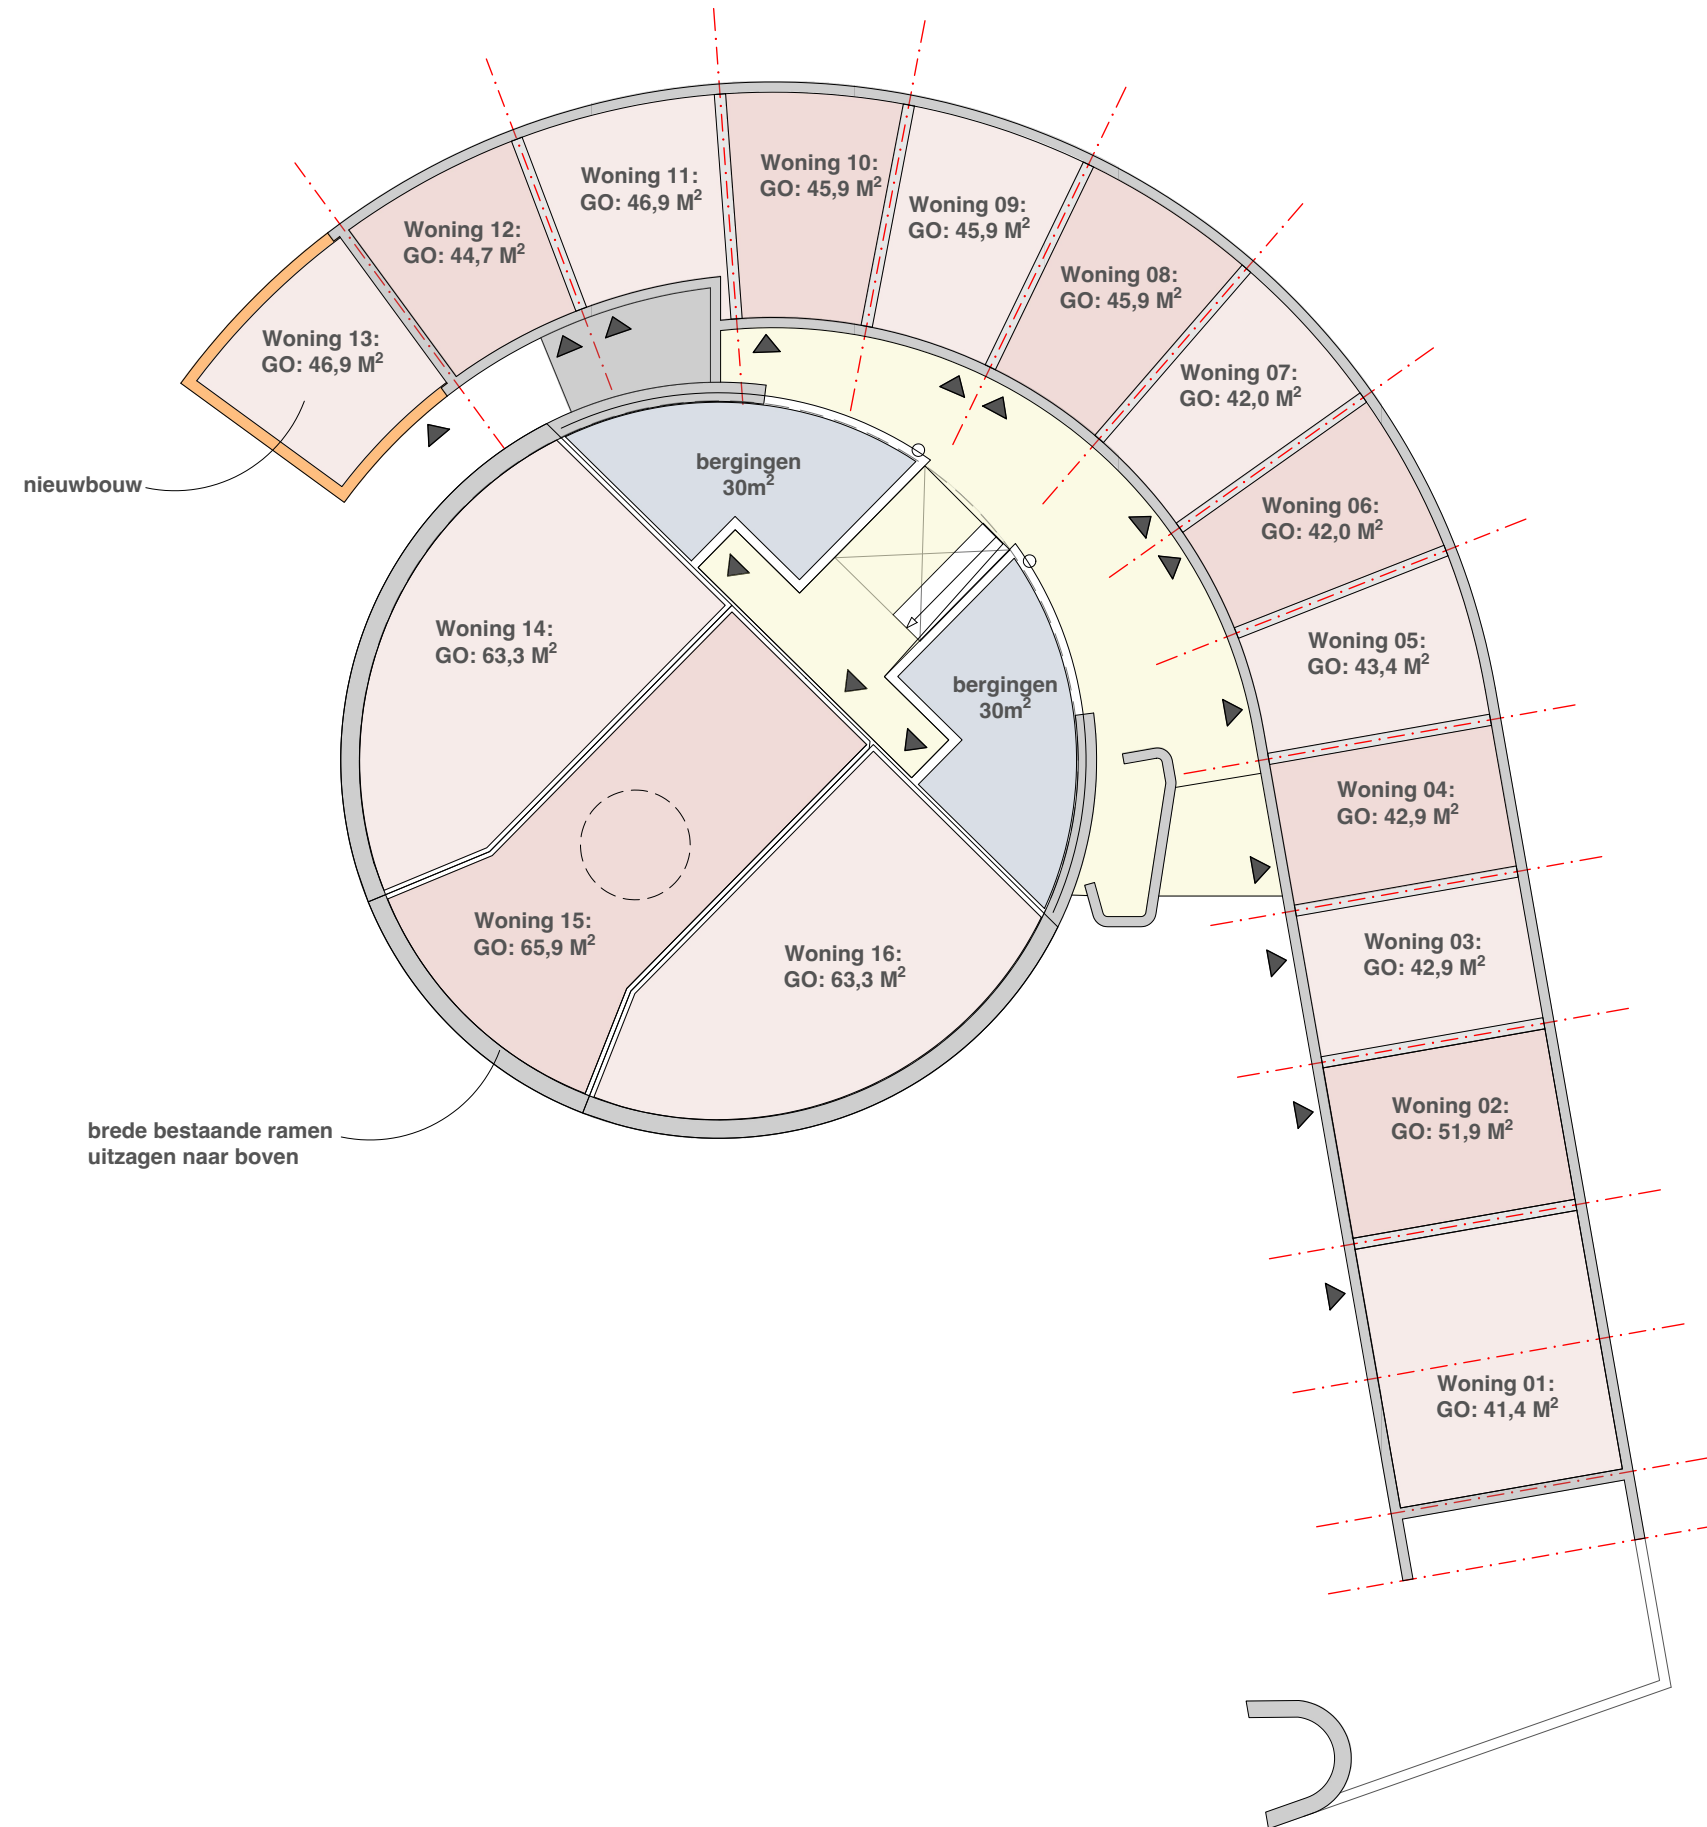 Woning 10:
GO: 45,9 M²
Woning 11:
GO: 46,9 M²
Woning 09:
GO: 45,9 M²
Woning 12:
GO: 44,7 M²
Woning 08:
GO: 45,9 M²
Woning 13:
GO: 46,9 M²
Woning 07:
GO: 42,0 M²
bergingen
30m²
nieuwbouw
Woning 06:
GO: 42,0 M²
Woning 14:
GO: 63,3 M²
Woning 05:
GO: 43,4 M²
bergingen
30m²
Woning 04:
GO: 42,9 M²
Woning 15:
GO: 65,9 M²
Woning 03:
GO: 42,9 M²
Woning 16:
GO: 63,3 M²
Woning 02:
GO: 51,9 M²
brede bestaande ramen
uitzagen naar boven
Woning 01:
GO: 41,4 M²